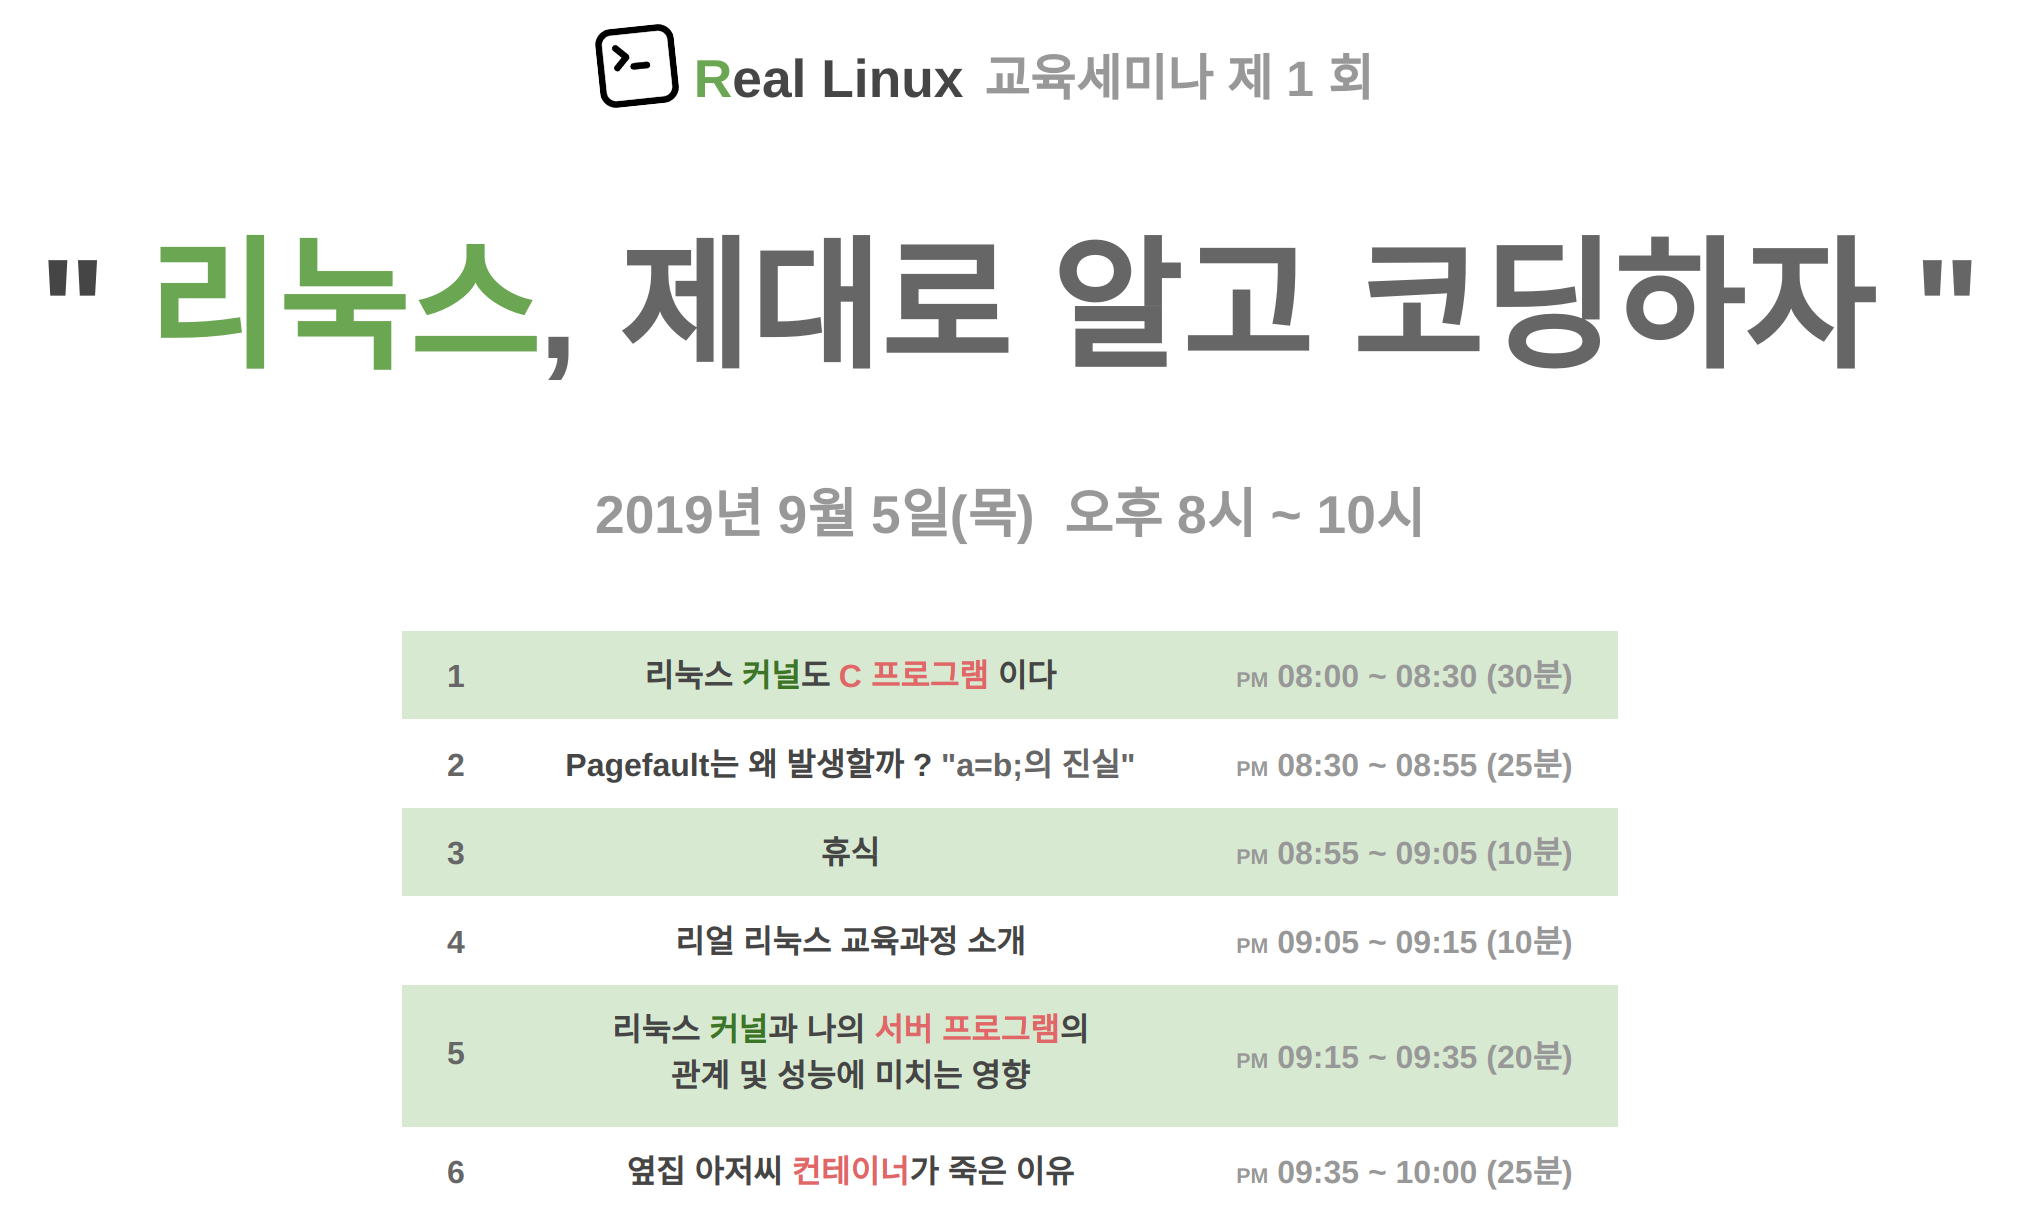 Real Linux 교육세미나 제 1 회
" 리눅스, 제대로 알고 코딩하자 "
2019년 9월 5일(목) 오후 8시 ~ 10시
1 리눅스 커널도 C 프로그램 이다 PM 08:00 ~ 08:30 (30분)
2 Pagefault는 왜 발생할까 ? "a=b;의 진실" PM 08:30 ~ 08:55 (25분)
3 휴식 PM 08:55 ~ 09:05 (10분)
4 리얼 리눅스 교육과정 소개 PM 09:05 ~ 09:15 (10분)
5 리눅스 커널과 나의 서버 프로그램의
관계 및 성능에 미치는 영향 PM 09:15 ~ 09:35 (20분)
6 옆집 아저씨 컨테이너가 죽은 이유 PM 09:35 ~ 10:00 (25분)